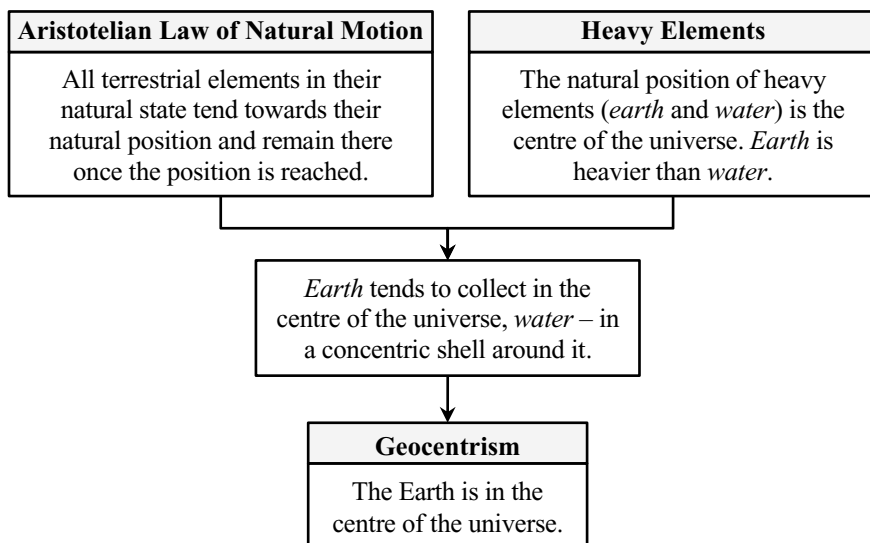 Aristotelian Law of Natural Motion
All terrestrial elements in their
natural state tend towards their
natural position and remain there
once the position is reached.
Heavy Elements
The natural position of heavy
elements (earth and water) is the
centre of the universe. Earth is
heavier than water.
Earth tends to collect in the
centre of the universe, water – in
a concentric shell around it.
Geocentrism
The Earth is in the
centre of the universe.